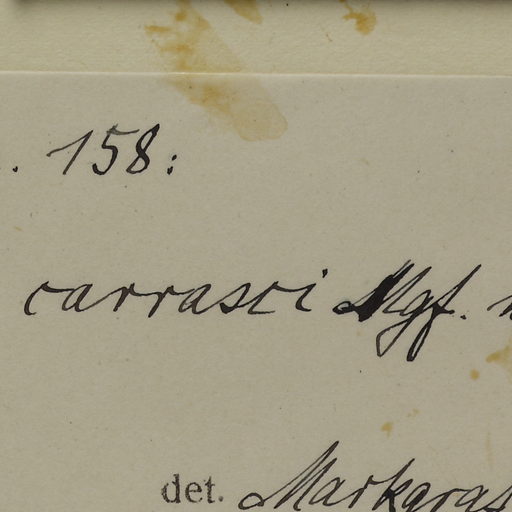 . 158:
carrasci Mgf.
det. Markgraf